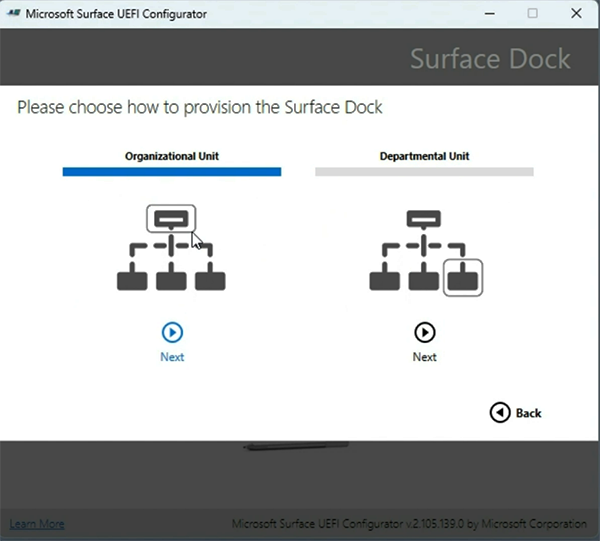 Microsoft Surface UEFI Configurator
Surface Dock
Please choose how to provision the Surface Dock
Organizational Unit
Departmental Unit
Next
Next
Back
Learn More
Microsoft Surface UEFI Configurator v.2.105.139.0 by Microsoft Corporation